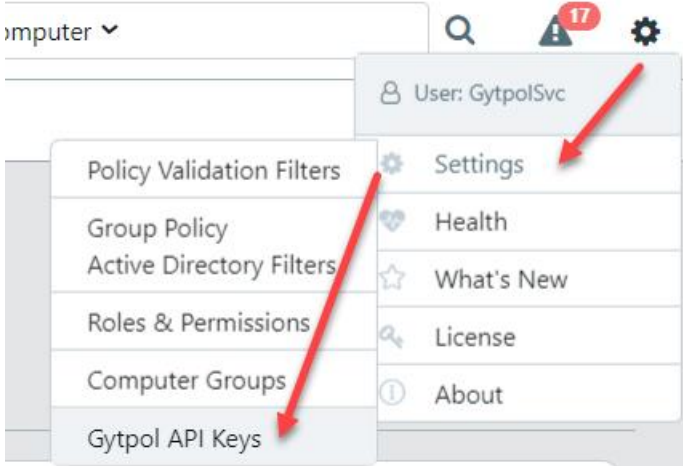 omputer
17
User: GytpolSvc
Settings
Health
What's New
License
About
Policy Validation Filters
Group Policy
Active Directory Filters
Roles & Permissions
Computer Groups
Gytpol API Keys